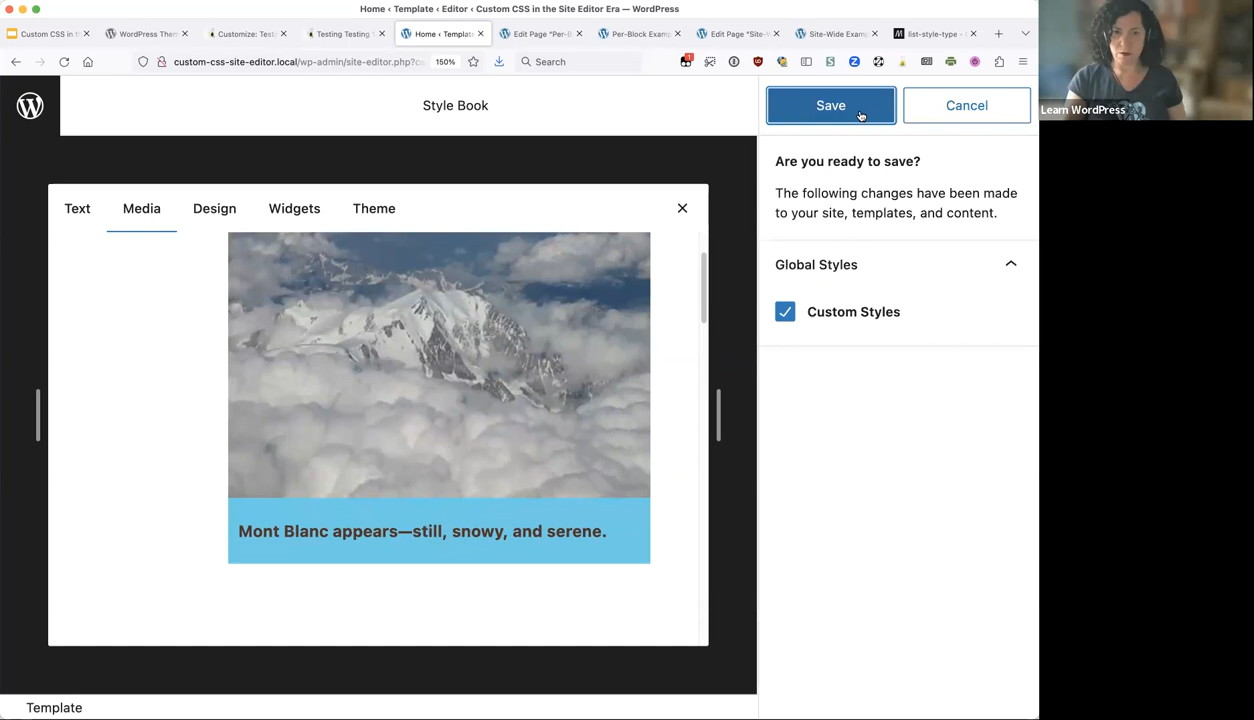 Home ‹ Template ‹ Editor ‹ Custom CSS in the Site Editor Era — WordPress
Custom CSS in t
WordPress Them
Customize: Testi
Testing Testing
Home ‹ Templat
Edit Page "Per-B
Per-Block Examp
Edit Page "Site-W
Site-Wide Exam
list-style-type -
custom-css-site-editor.local/wp-admin/site-editor.php?c
150%
Search
Learn WordPress
Style Book
Save
Cancel
Are you ready to save?
The following changes have been made
to your site, templates, and content.
Global Styles
Custom Styles
Text
Media
Design
Widgets
Theme
Mont Blanc appears—still, snowy, and serene.
Template